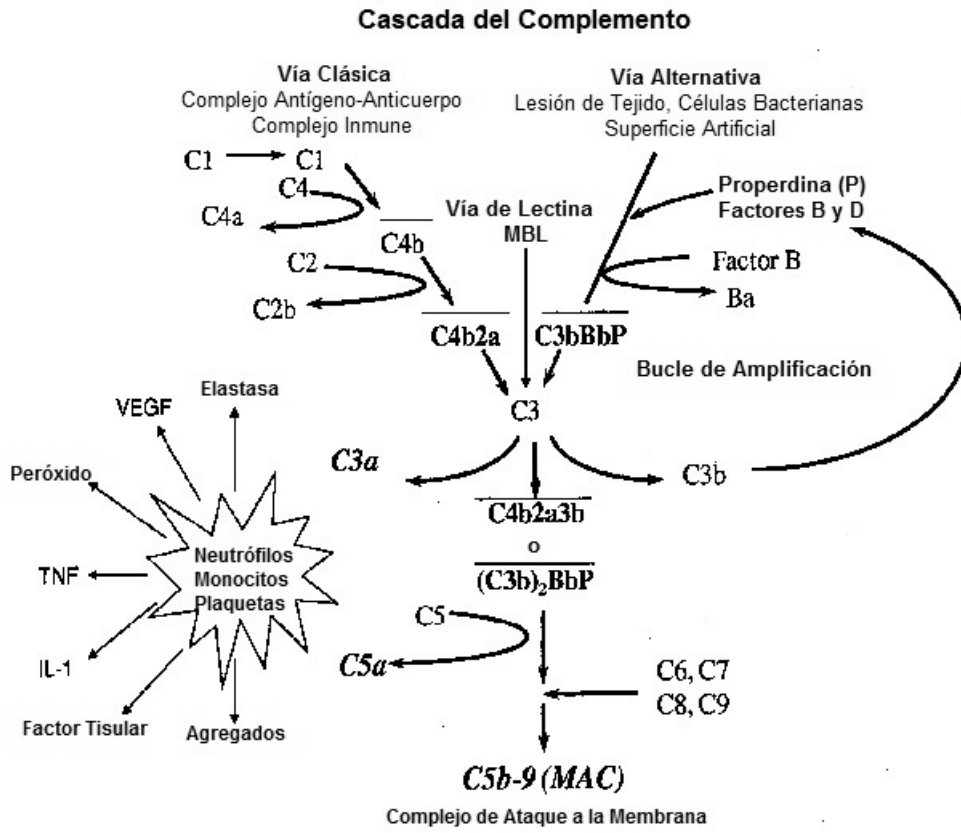 Cascada del Complemento
Vía Clásica
Complejo Antígeno-Anticuerpo
Complejo Inmune
Vía Alternativa
Lesión de Tejido, Células Bacterianas
Superficie Artificial
C1 C1
C4
C4a
C4b
Vía de Lectina
MBL
Properdina (P)
Factores B y D
C2
C2b
Factor B
Ba
C4b2a
C3bBbP
Bucle de Amplificación
C3
C3a
C3b
C4b2a3b
o
(C3b)₂BbP
C5
C5a
C6, C7
C8, C9
C5b-9 (MAC)
Complejo de Ataque a la Membrana
Elastasa
VEGF
Peróxido
TNF
IL-1
Factor Tisular
Agregados
Neutrófilos
Monocitos
Plaquetas